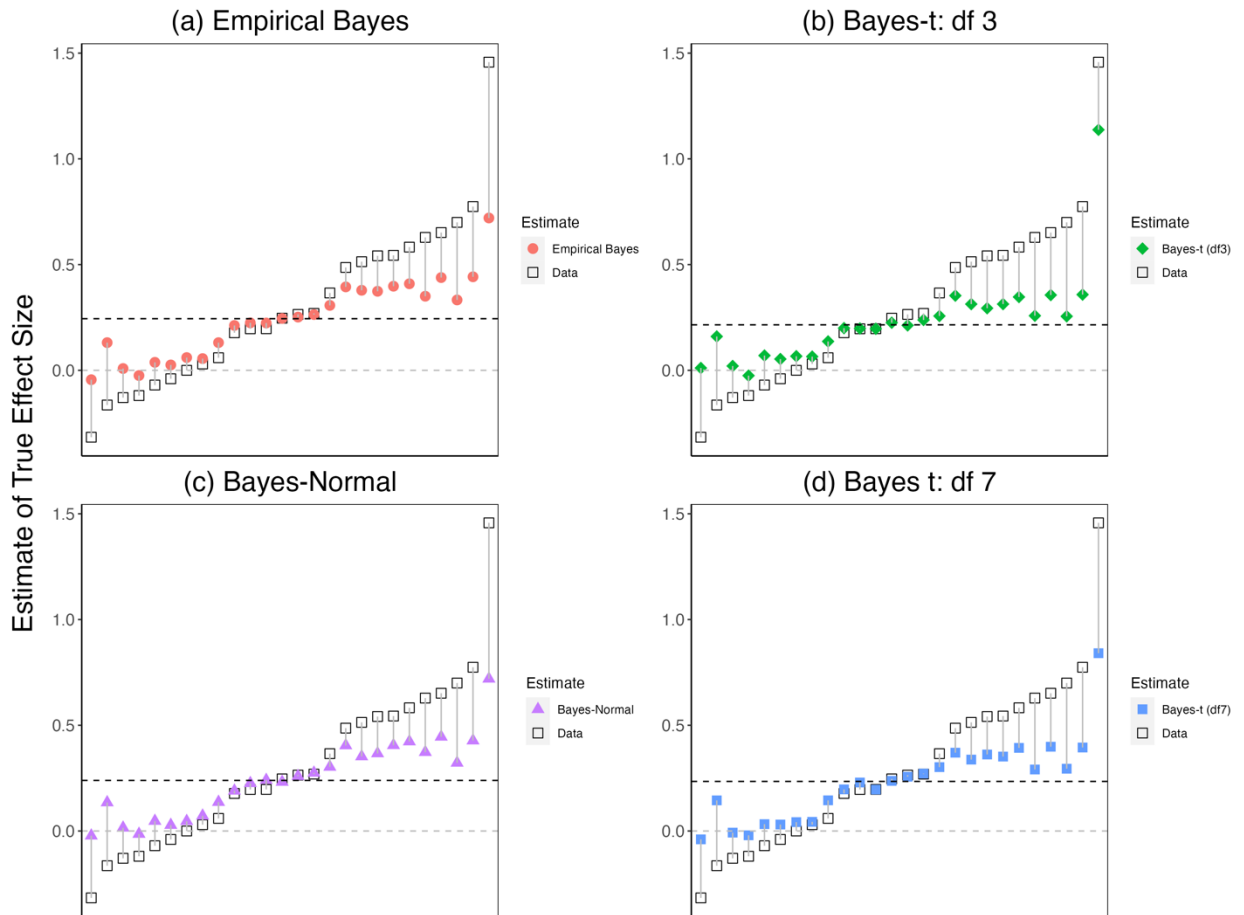 (a) Empirical Bayes
(b) Bayes-t: df 3
1.5
1.0
0.5
0.0
Estimate
Empirical Bayes
Data
1.5
1.0
0.5
0.0
Estimate
Bayes-t (df3)
Data
Estimate of True Effect Size
(c) Bayes-Normal
(d) Bayes t: df 7
1.5
1.0
0.5
0.0
Estimate
Bayes-Normal
Data
1.5
1.0
0.5
0.0
Estimate
Bayes-t (df7)
Data